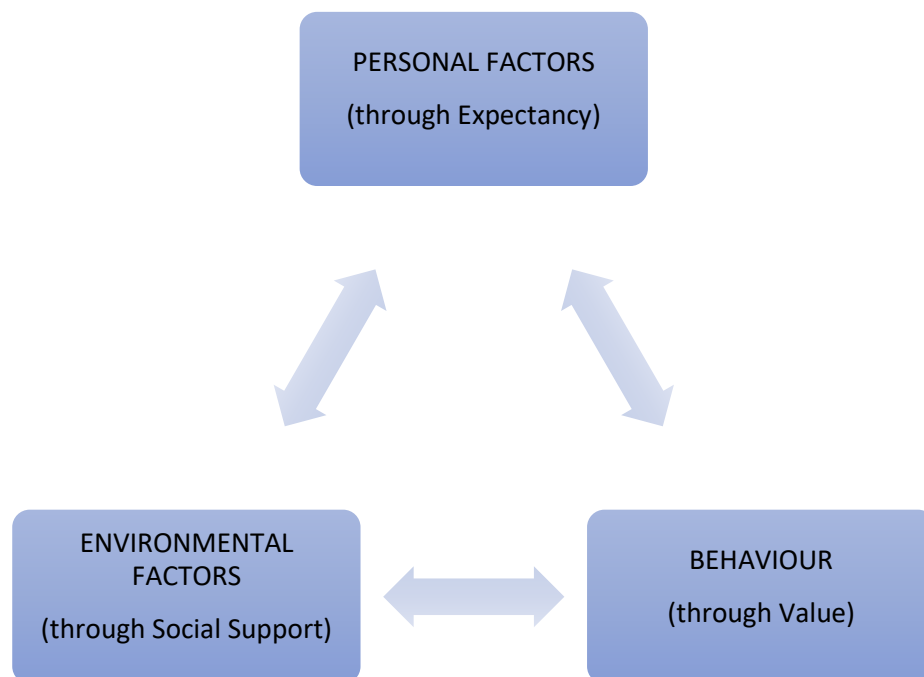 PERSONAL FACTORS
(through Expectancy)
ENVIRONMENTAL
FACTORS
(through Social Support)
BEHAVIOUR
(through Value)